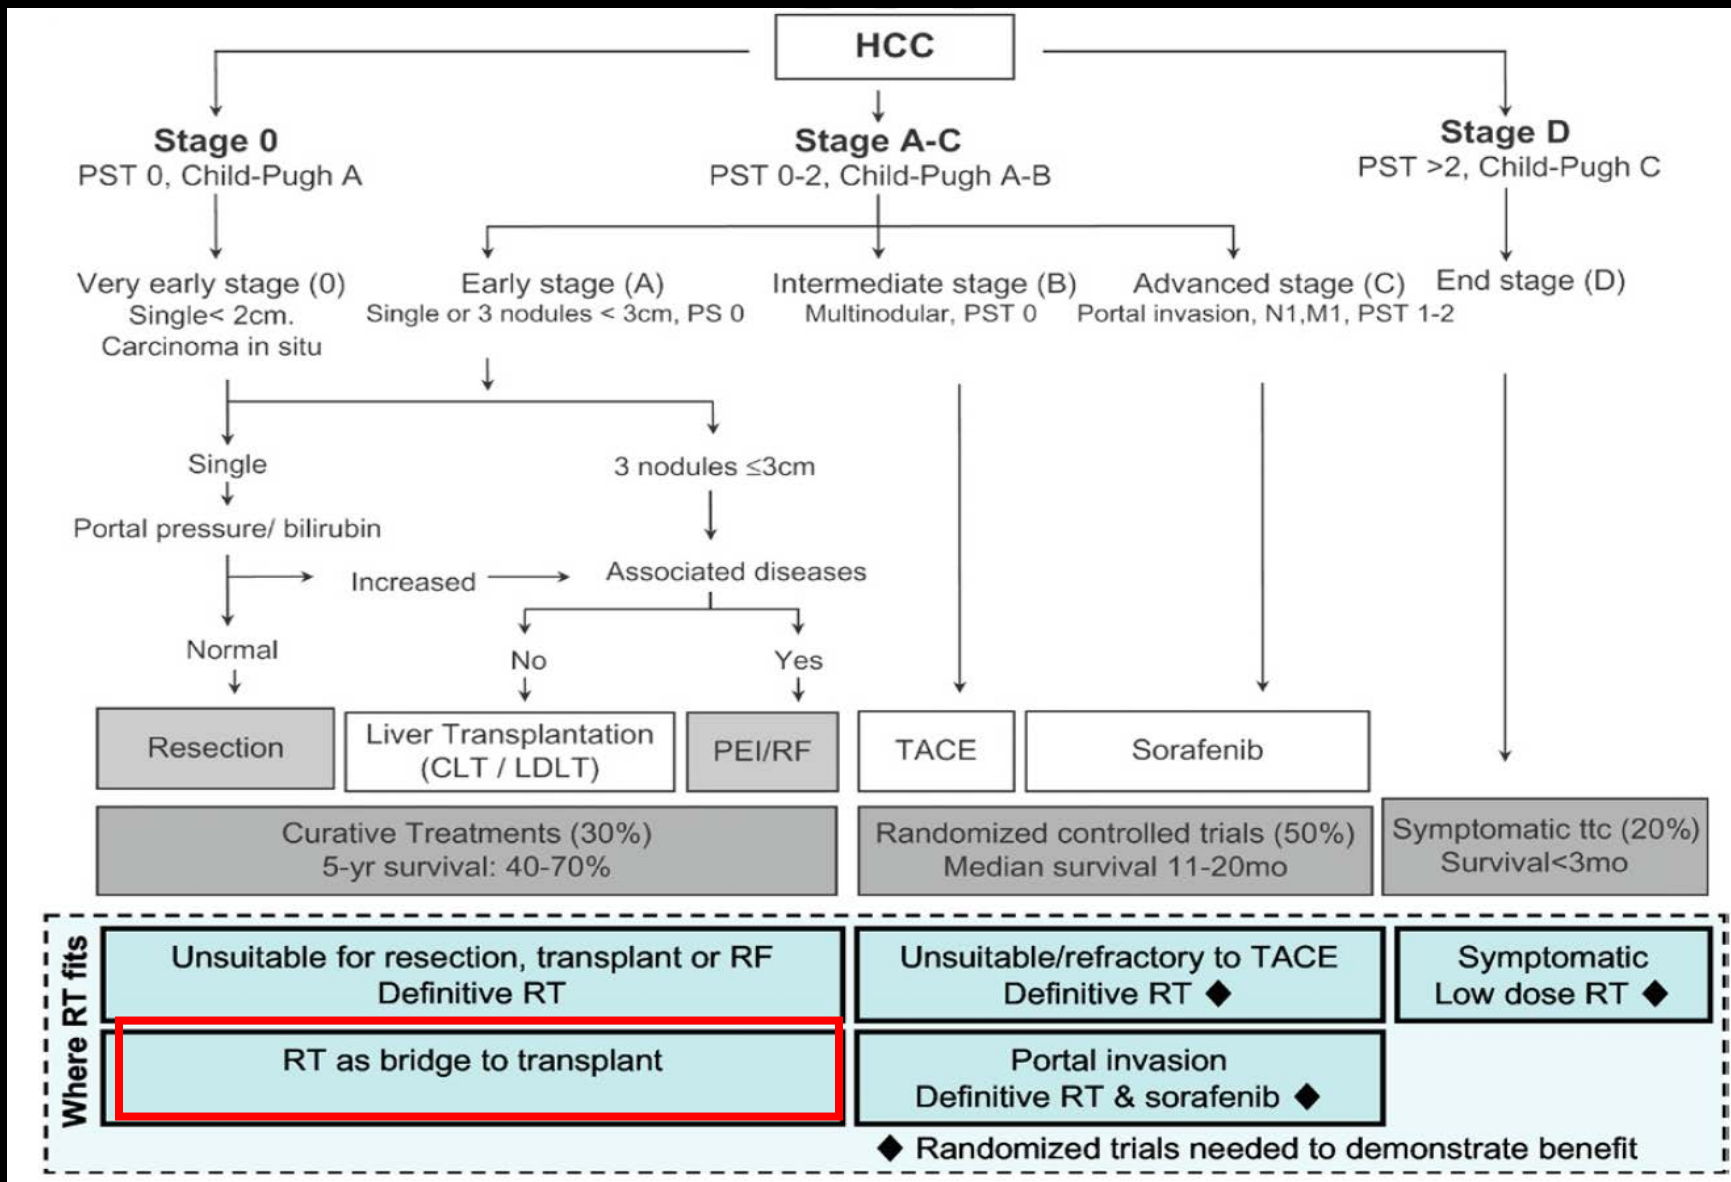 HCC
Stage 0
PST 0, Child-Pugh A
Stage A-C
PST 0-2, Child-Pugh A-B
Stage D
PST >2, Child-Pugh C
Very early stage (0)
Single< 2cm.
Carcinoma in situ
Early stage (A)
Single or 3 nodules < 3cm, PS 0
Intermediate stage (B)
Multinodular, PST 0
Advanced stage (C)
Portal invasion, N1,M1, PST 1-2
End stage (D)
Single
3 nodules ≤3cm
Portal pressure/ bilirubin
Increased
Associated diseases
Normal
No
Yes
Resection
Liver Transplantation
(CLT / LDLT)
PEI/RF
TACE
Sorafenib
Curative Treatments (30%)
5-yr survival: 40-70%
Randomized controlled trials (50%)
Median survival 11-20mo
Symptomatic ttc (20%)
Survival<3mo
Where RT fits
Unsuitable for resection, transplant or RF
Definitive RT
Unsuitable/refractory to TACE
Definitive RT ◆
Symptomatic
Low dose RT ◆
RT as bridge to transplant
Portal invasion
Definitive RT & sorafenib ◆
◆ Randomized trials needed to demonstrate benefit